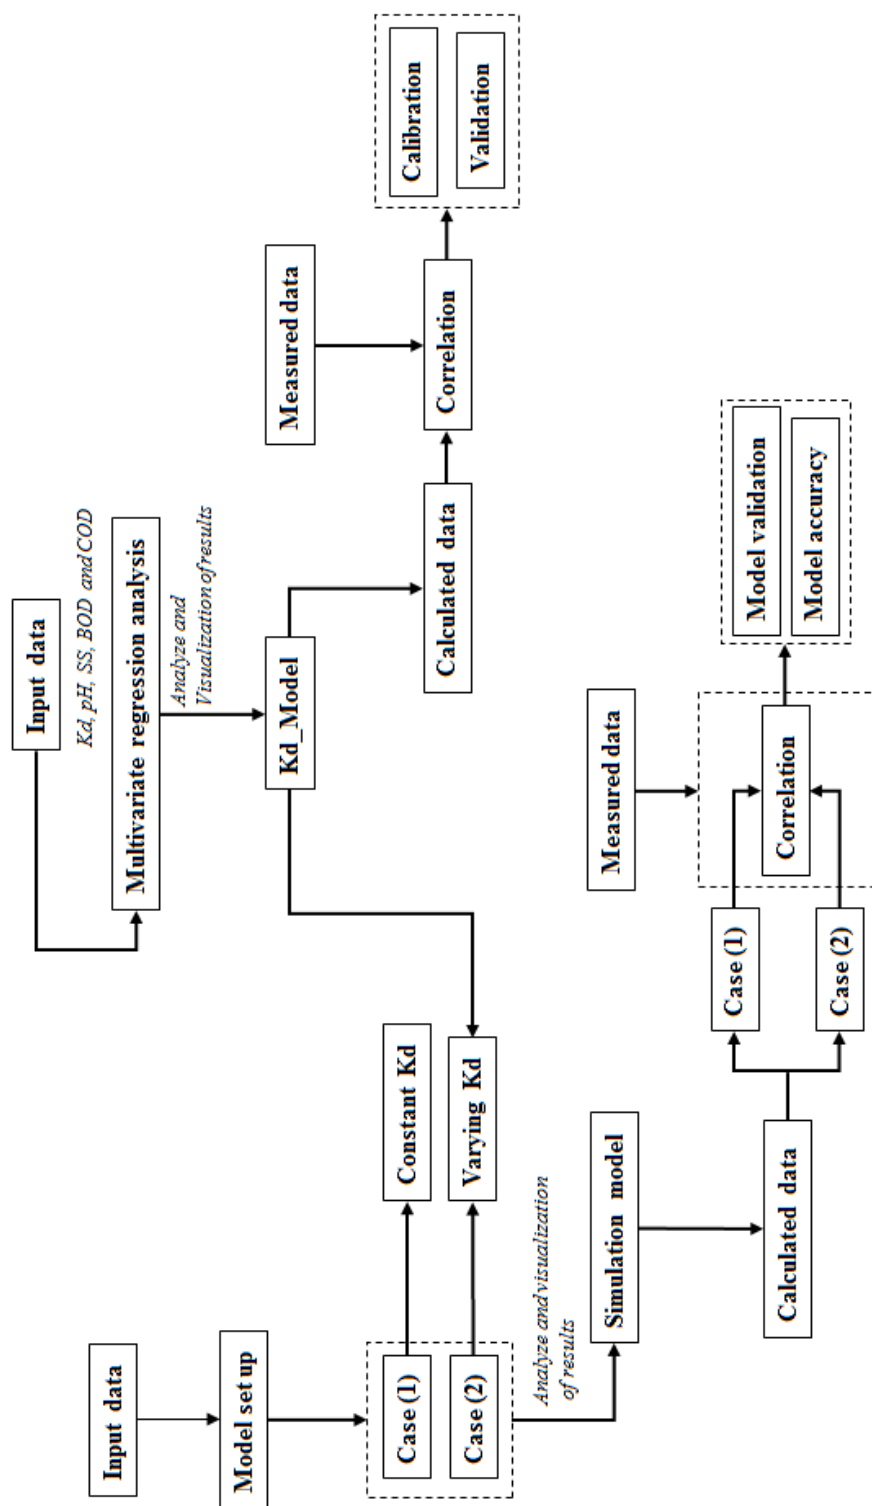 Input data
Model set up
Case (1)
Case (2)
Constant Kd
Varying Kd
Analyze and visualization
of results
Simulation model
Calculated data
Case (1)
Case (2)
Measured data
Correlation
Model validation
Model accuracy
Input data
Kd, pH, SS, BOD and COD
Multivariate regression analysis
Analyze and
Visualization of results
Kd_Model
Calculated data
Measured data
Correlation
Calibration
Validation